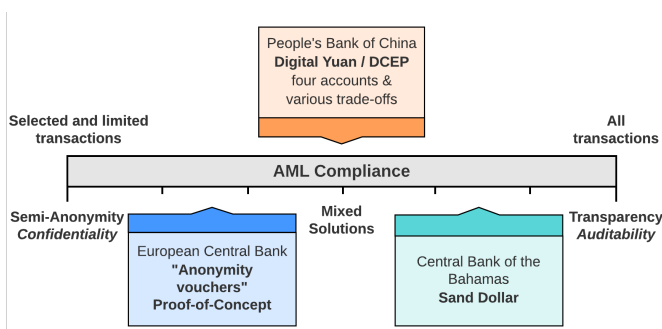 People's Bank of China
Digital Yuan / DCEP
four accounts &
various trade-offs
Selected and limited
transactions
All
transactions
AML Compliance
Semi-Anonymity
Confidentiality
Mixed
Solutions
Transparency
Auditability
European Central Bank
"Anonymity
vouchers"
Proof-of-Concept
Central Bank of the
Bahamas
Sand Dollar